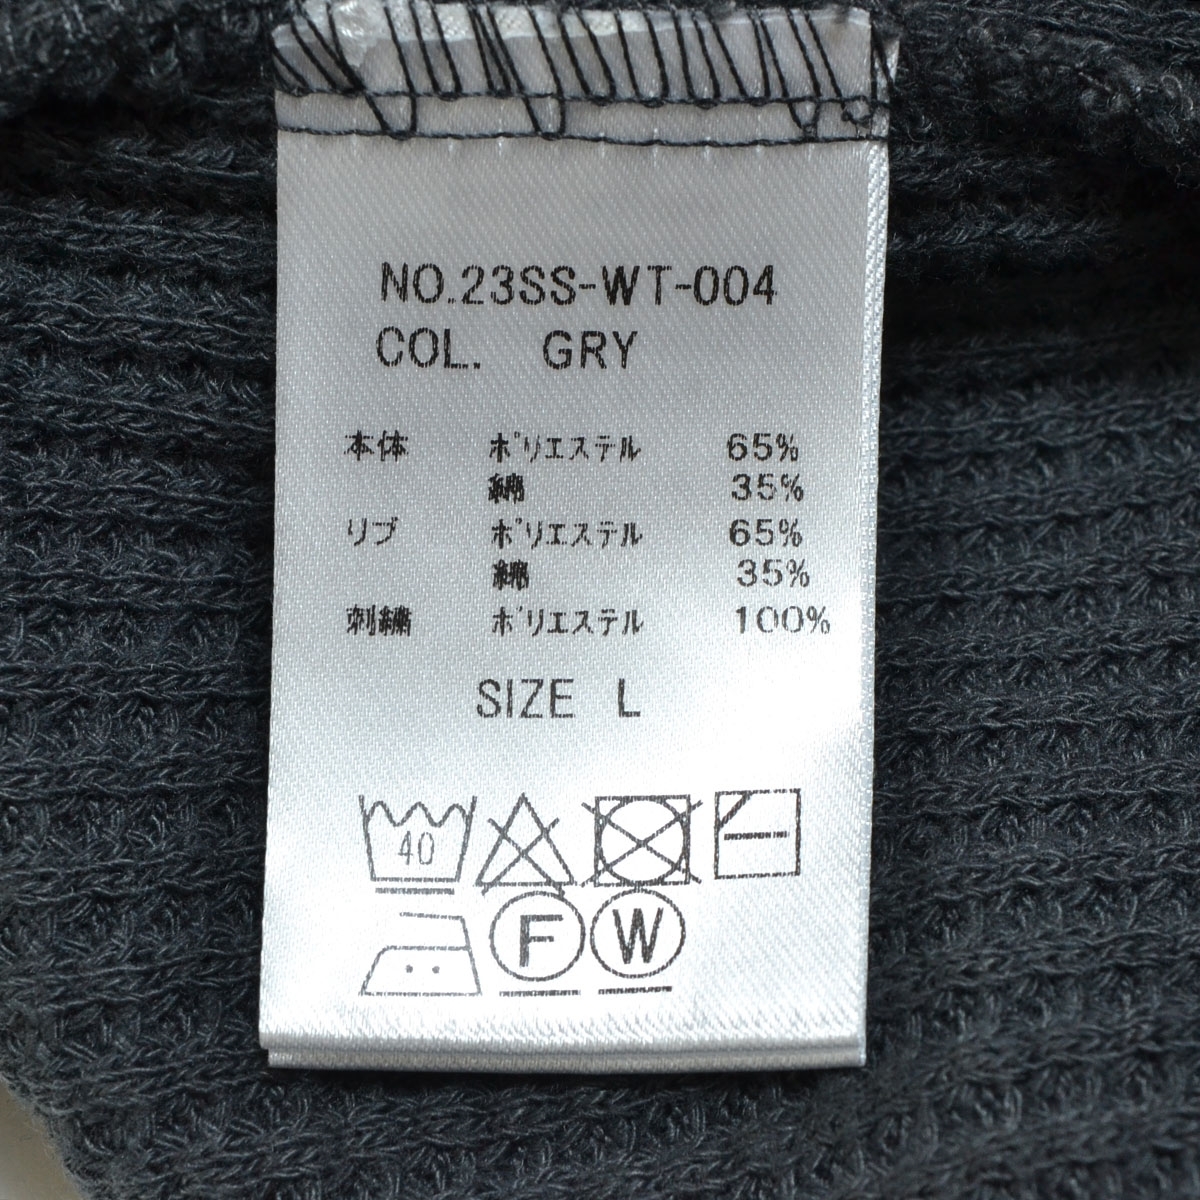 NO.23SS-WT-004
COL. GRY
本体 ポリエステル 65%
綿 35%
リブ ポリエステル 65%
綿 35%
刺繍 ポリエステル 100%
SIZE L
40
F W